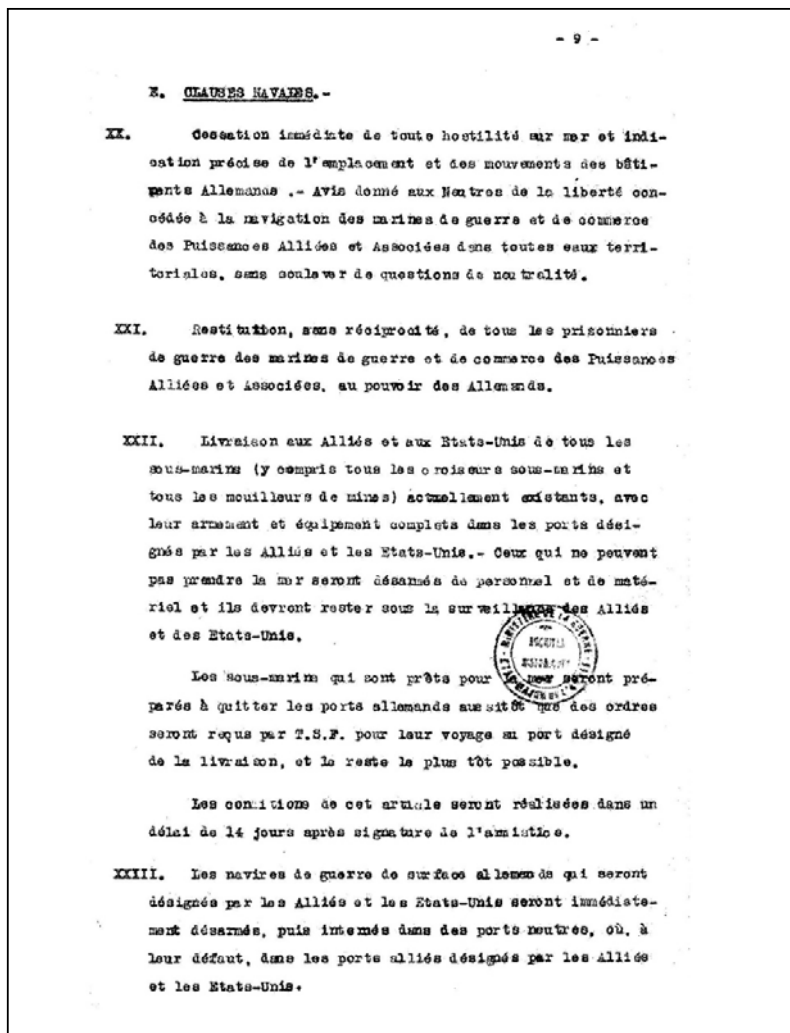 - 9 -
E. CLAUSES NAVALES.-
XX. Cessation immédiate de toute hostilité sur mer et indi-
cation précise de l'emplacement et des mouvements des bâti-
ments Allemands .- Avis donné aux Neutres de la liberté con-
cédée à la navigation des marines de guerre et de commerce
des Puissances Alliées et Associées dans toutes eaux terri-
toriales, sans soulever de questions de neutralité.
XXI. Restitution, sans réciprocité, de tous les prisonniers
de guerre des marines de guerre et de commerce des Puissances
Alliées et Associées, au pouvoir des Allemands.
XXII. Livraison aux Alliés et aux Etats-Unis de tous les
sous-marins (y compris tous les croiseurs sous-marins et
tous les mouilleurs de mines) actuellement existants, avec
leur armement et équipement complets dans les ports dési-
gnés par les Alliés et les Etats-Unis.- Ceux qui ne peuvent
pas prendre la mer seront désarmés de personnel et de maté-
riel et ils devront rester sous la surveillance des Alliés
et des Etats-Unis.
Les sous-marins qui sont prêts pour la mer seront pré-
parés à quitter les ports allemands aussitôt que des ordres
seront reçus par T.S.F. pour leur voyage au port désigné
de la livraison, et le reste le plus tôt possible.
Les conditions de cet article seront réalisées dans un
délai de 14 jours après signature de l'armistice.
XXIII. Les navires de guerre de surface allemands qui seront
désignés par les Alliés et les Etats-Unis seront immédiate-
ment désarmés, puis internés dans des ports neutres, où, à
leur défaut, dans les ports alliés désignés par les Alliés
et les Etats-Unis.
MINISTÈRE DE LA GUERRE